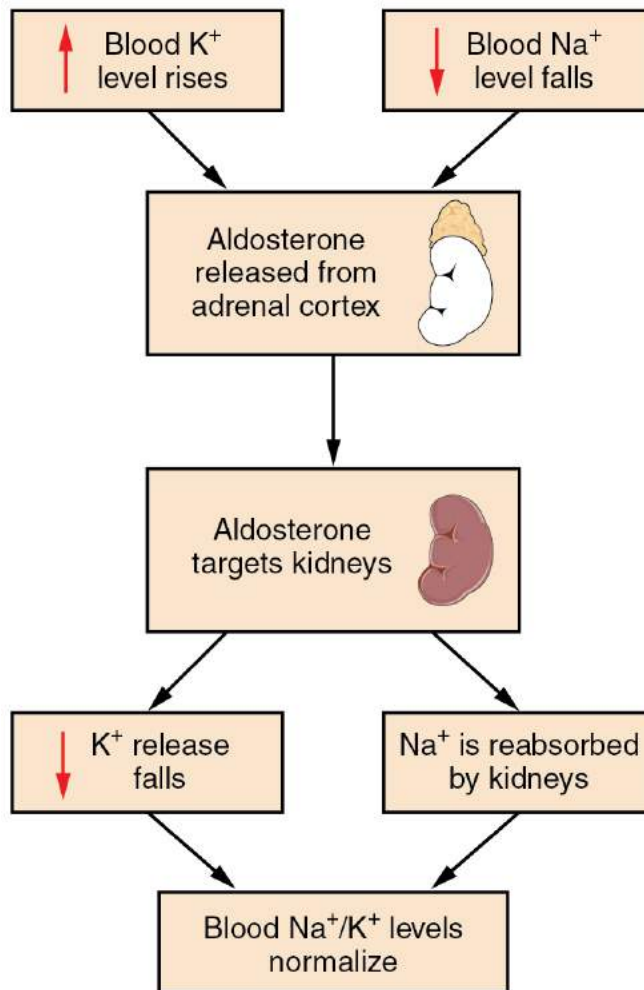 Blood K⁺
level rises
Blood Na⁺
level falls
Aldosterone
released from
adrenal cortex
Aldosterone
targets kidneys
K⁺ release
falls
Na⁺ is reabsorbed
by kidneys
Blood Na⁺/K⁺ levels
normalize